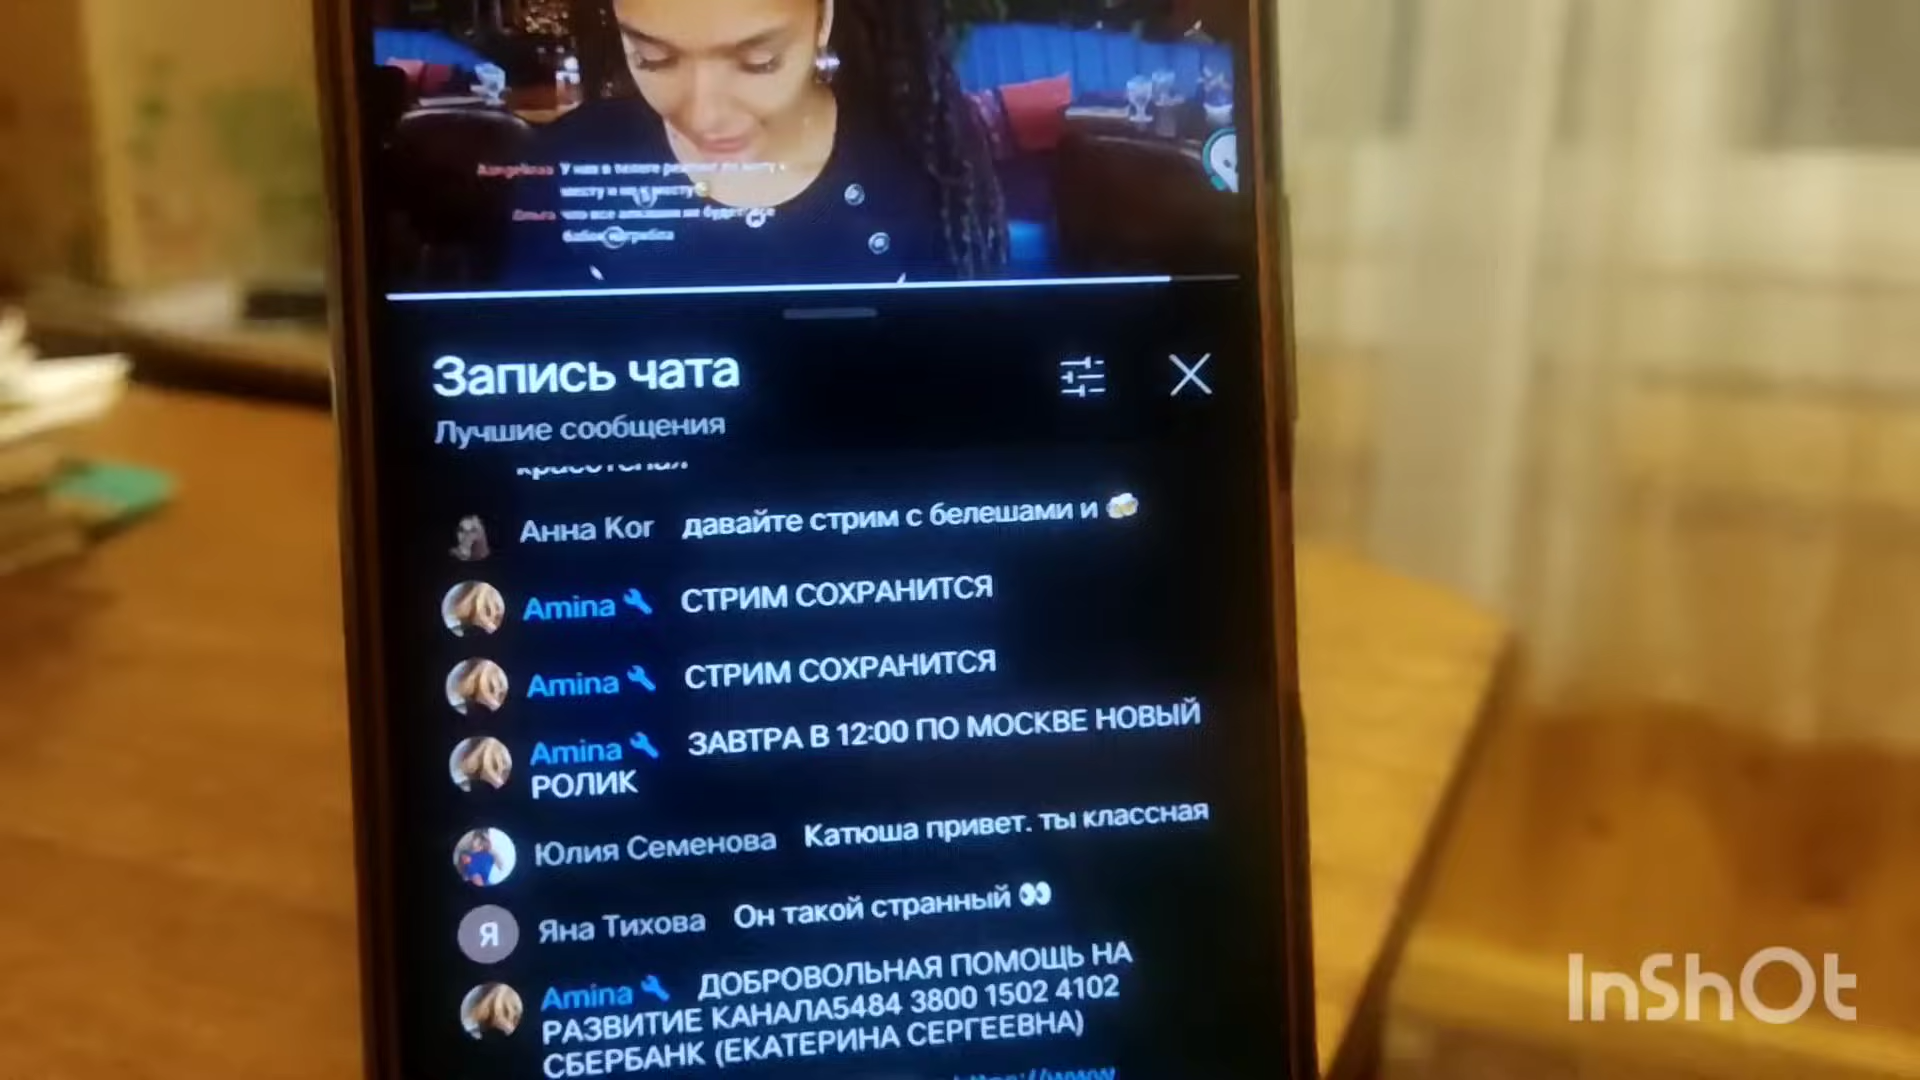 Запись чата
Лучшие сообщения
Анна Kor давайте стрим с белешами и
Amina СТРИМ СОХРАНИТСЯ
Amina СТРИМ СОХРАНИТСЯ
Amina ЗАВТРА В 12:00 ПО МОСКВЕ НОВЫЙ
РОЛИК
Юлия Семенова Катюша привет. ты классная
Я Яна Тихова Он такой странный
Amina ДОБРОВОЛЬНАЯ ПОМОЩЬ НА
РАЗВИТИЕ КАНАЛА5484 3800 1502 4102
СБЕРБАНК (ЕКАТЕРИНА СЕРГЕЕВНА)
InShOt